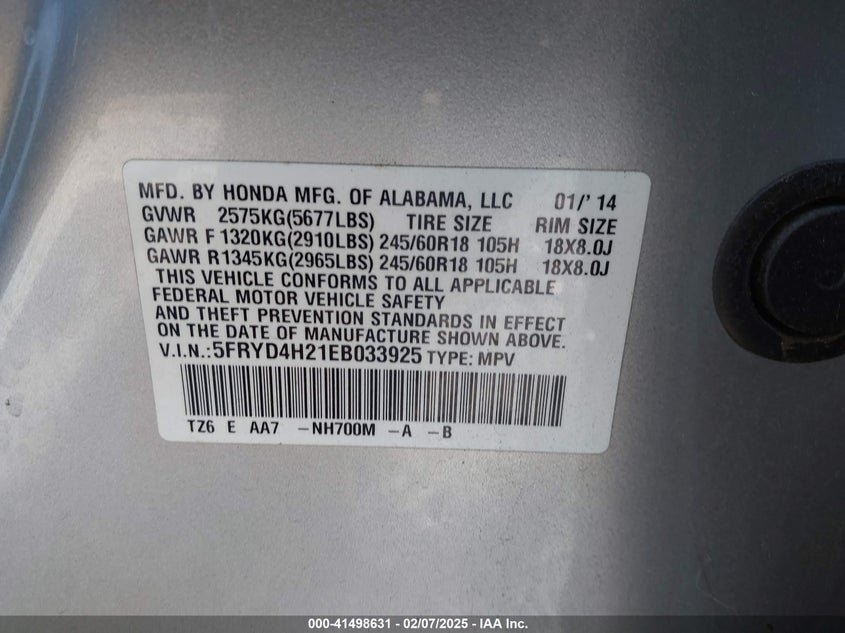 MFD. BY HONDA MFG. OF ALABAMA, LLC 01/' 14
GVWR 2575KG(5677LBS) TIRE SIZE RIM SIZE
GAWR F 1320KG(2910LBS) 245/60R18 105H 18X8.0J
GAWR R1345KG(2965LBS) 245/60R18 105H 18X8.0J
THIS VEHICLE CONFORMS TO ALL APPLICABLE
FEDERAL MOTOR VEHICLE SAFETY
AND THEFT PREVENTION STANDARDS IN EFFECT
ON THE DATE OF MANUFACTURE SHOWN ABOVE.
V.I.N.:5FRYD4H21EB033925 TYPE: MPV
TZ6 E AA7 -NH700M -A -B
000-41498631 - 02/07/2025 - IAA Inc.